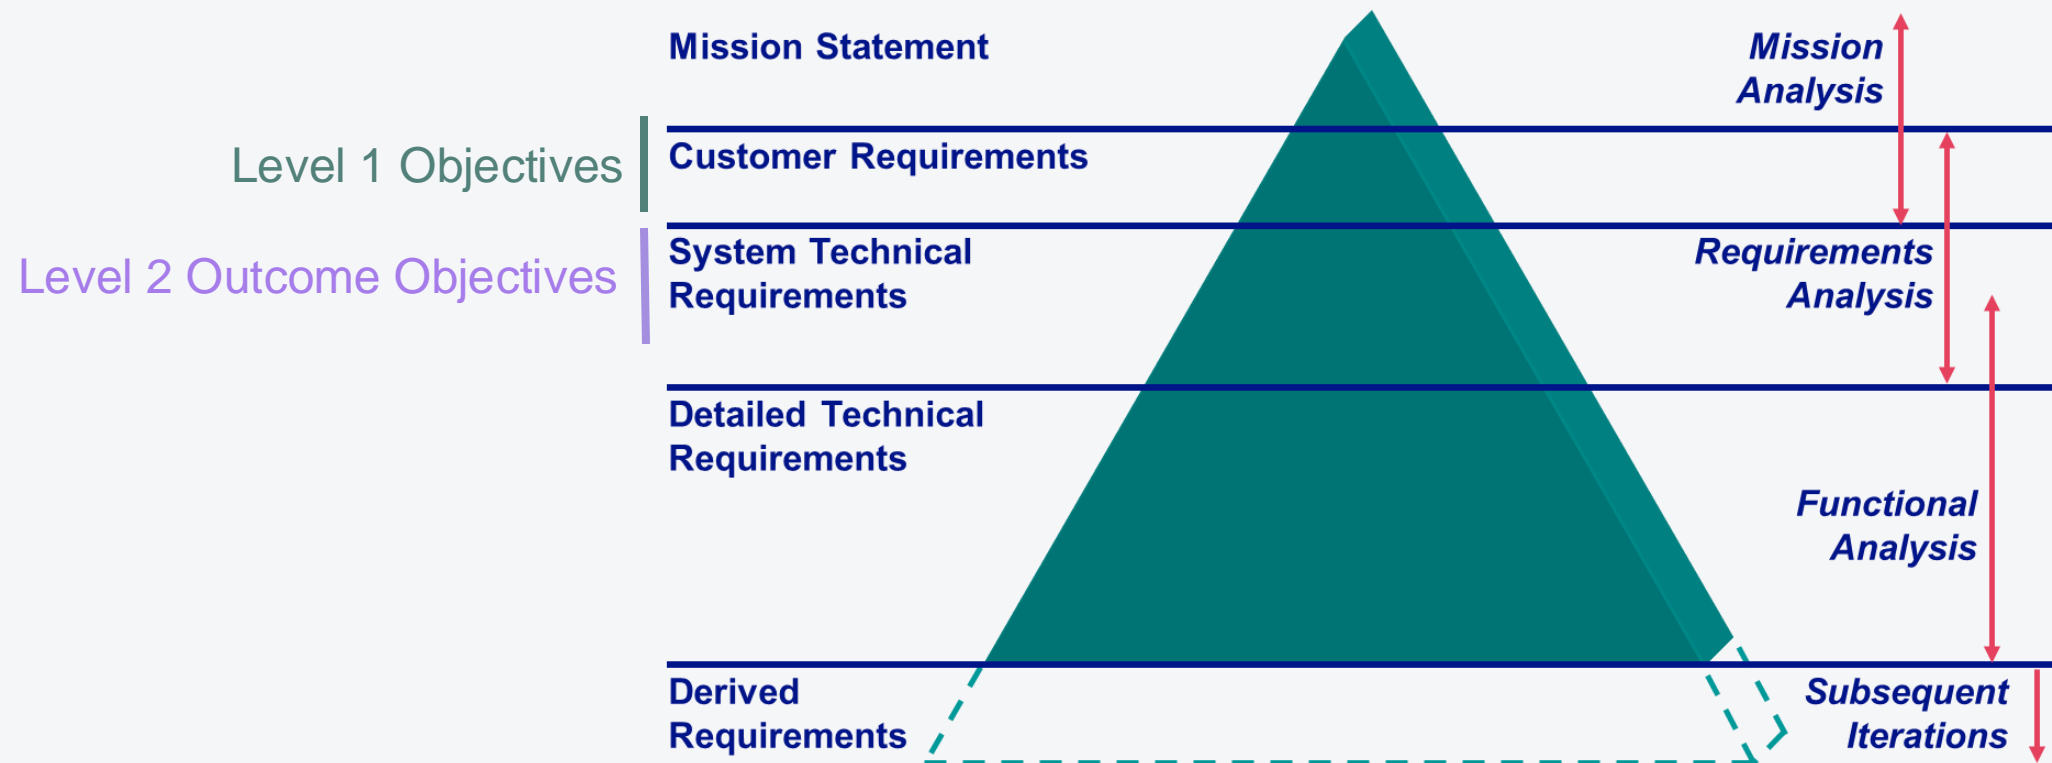 Mission Statement
Mission
Analysis
Level 1 Objectives
Customer Requirements
Level 2 Outcome Objectives
System Technical
Requirements
Requirements
Analysis
Detailed Technical
Requirements
Functional
Analysis
Derived
Requirements
Subsequent
Iterations